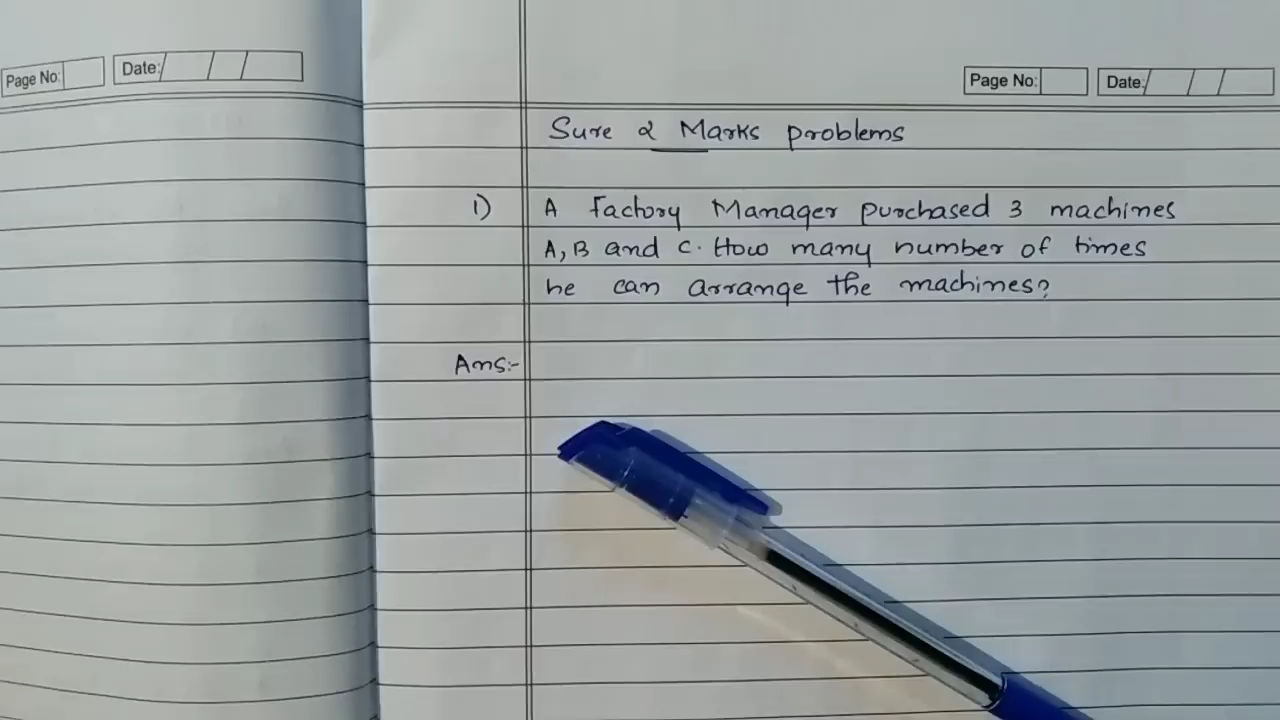 Page No:
Date:
Page No:
Date:
Sure 2 Marks problems
1) A Factory Manager purchased 3 machines
A, B and C. How many number of times
he can arrange the machines?
Ans:-